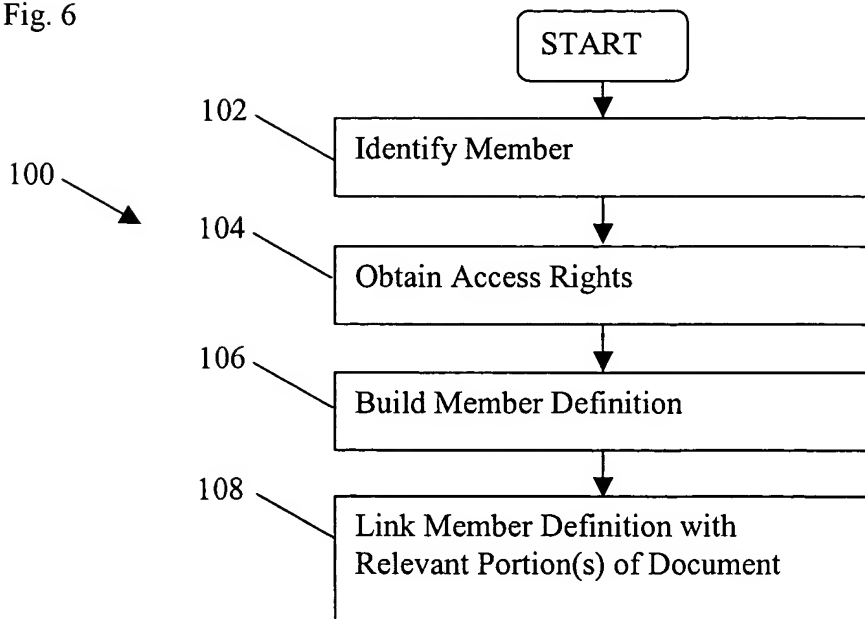 Fig. 6
START
102
Identify Member
100
104
Obtain Access Rights
106
Build Member Definition
108
Link Member Definition with
Relevant Portion(s) of Document